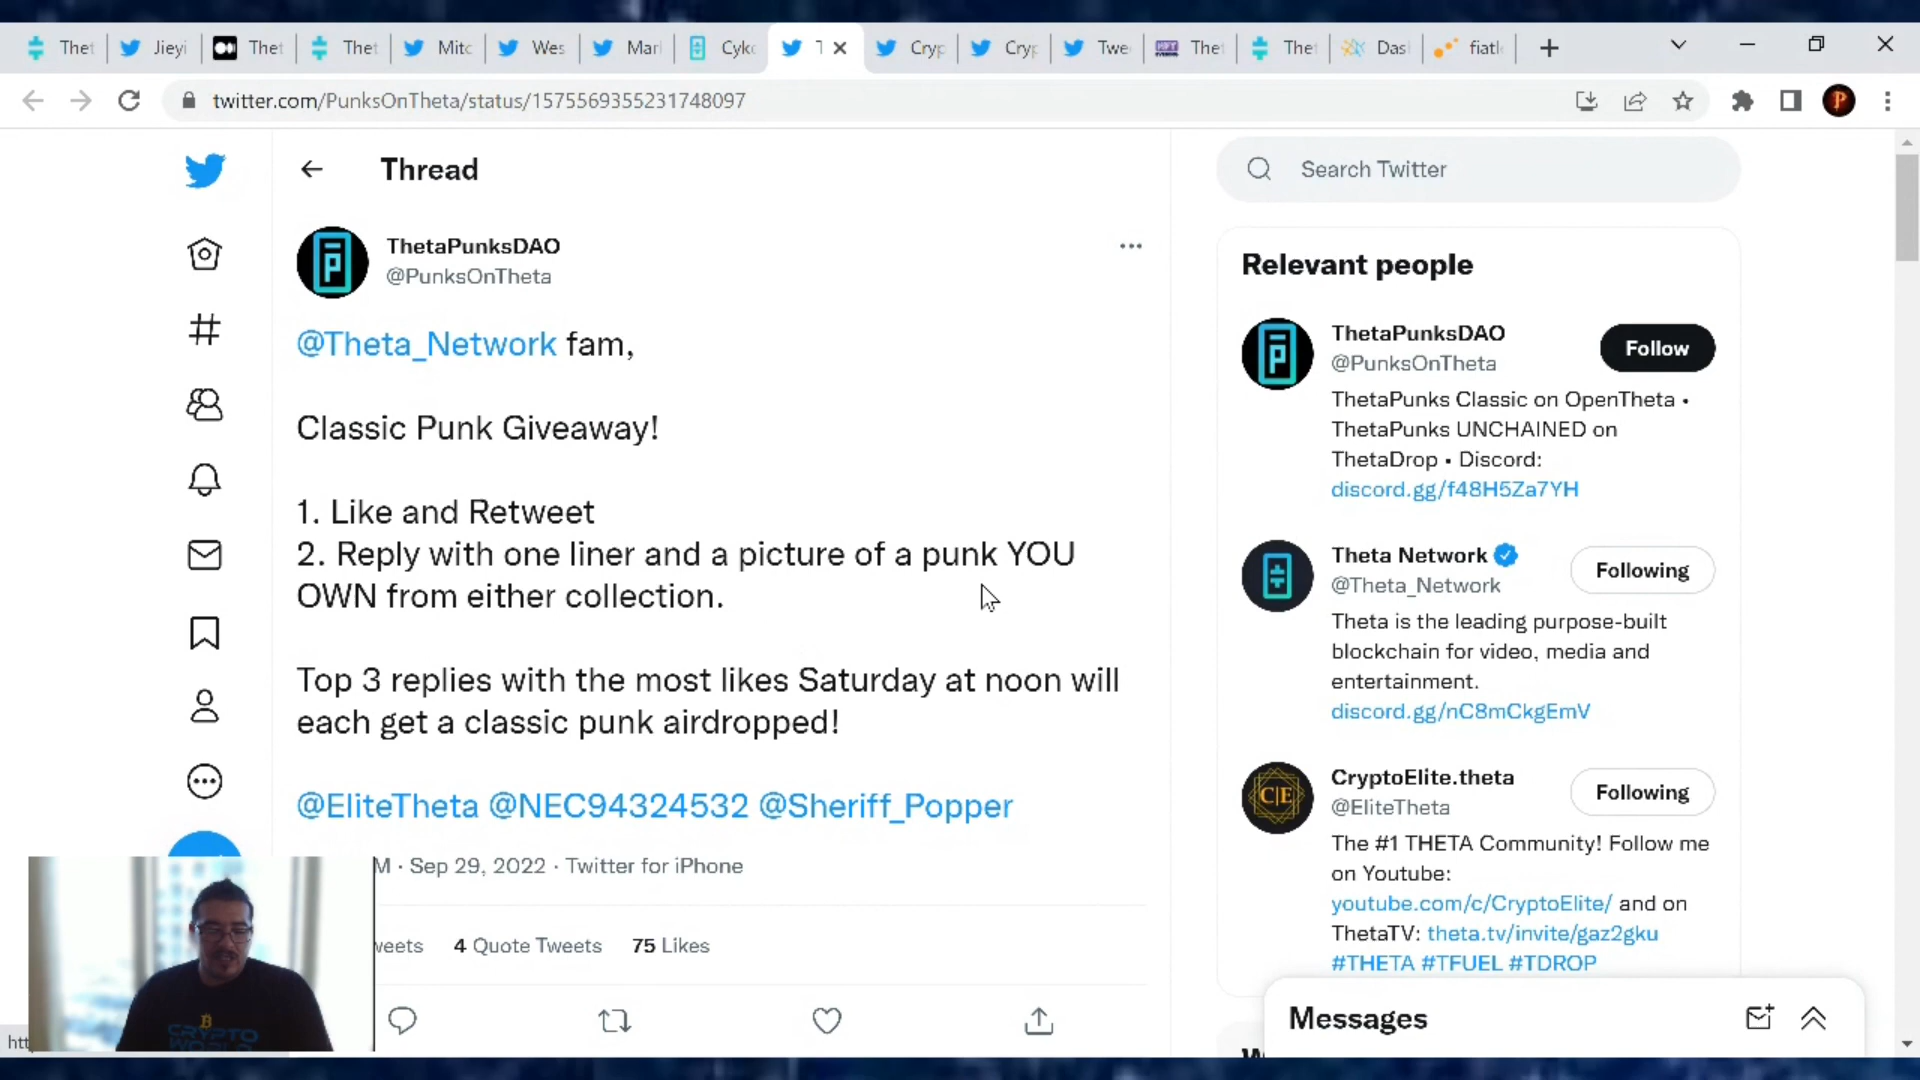 Thet
Jieyi
Thet
Thet
Mitc
Wes
Mari
Cyk
Cryp
Cryp
Twe
Thet
Thet
Das
fiatl
twitter.com/PunksOnTheta/status/1575569355231748097
Thread
Search Twitter
ThetaPunksDAO
@PunksOnTheta
@Theta_Network fam,
Classic Punk Giveaway!
1. Like and Retweet
2. Reply with one liner and a picture of a punk YOU
OWN from either collection.
Top 3 replies with the most likes Saturday at noon will
each get a classic punk airdropped!
@EliteTheta @NEC94324532 @Sheriff_Popper
M · Sep 29, 2022 · Twitter for iPhone
weets 4 Quote Tweets 75 Likes
Relevant people
ThetaPunksDAO
@PunksOnTheta
Follow
ThetaPunks Classic on OpenTheta •
ThetaPunks UNCHAINED on
ThetaDrop • Discord:
discord.gg/f48H5Za7YH
Theta Network
@Theta_Network
Following
Theta is the leading purpose-built
blockchain for video, media and
entertainment.
discord.gg/nC8mCkgEmV
CryptoElite.theta
@EliteTheta
Following
C|E
The #1 THETA Community! Follow me
on Youtube:
youtube.com/c/CryptoElite/ and on
ThetaTV: theta.tv/invite/gaz2gku
#THETA #TFUEL #TDROP
Messages
CRYPTO
WORLD
htt